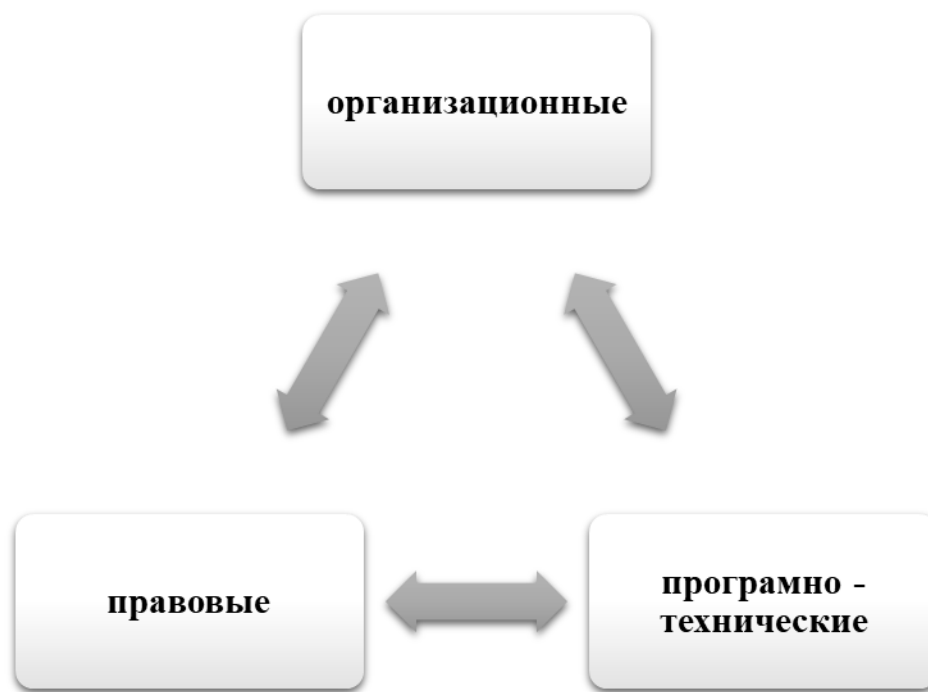 организационные
правовые
програмно -
технические